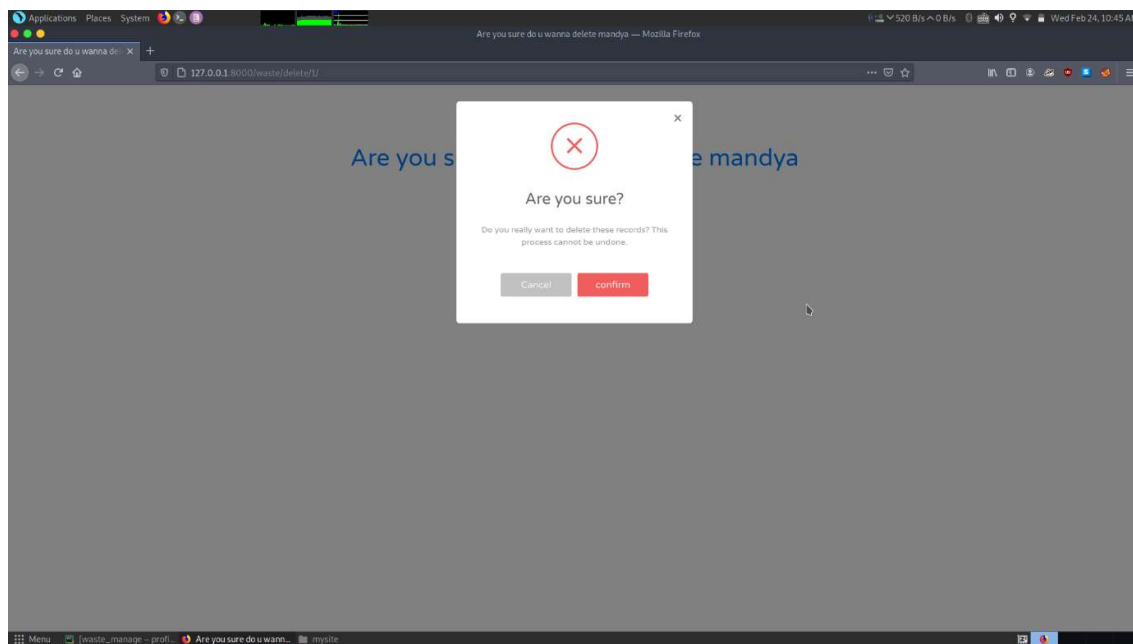 Applications Places System
520 B/s 0 B/s
Wed Feb 24, 10:45 AM
Are you sure do u wanna delete mandya — Mozilla Firefox
Are you sure do u wanna del
127.0.0.1:8000/waste/delete/1/
Are you s
e mandya
Are you sure?
Do you really want to delete these records? This
process cannot be undone.
Cancel confirm
Menu [waste_manage – profi... Are you sure do u wann... mysite